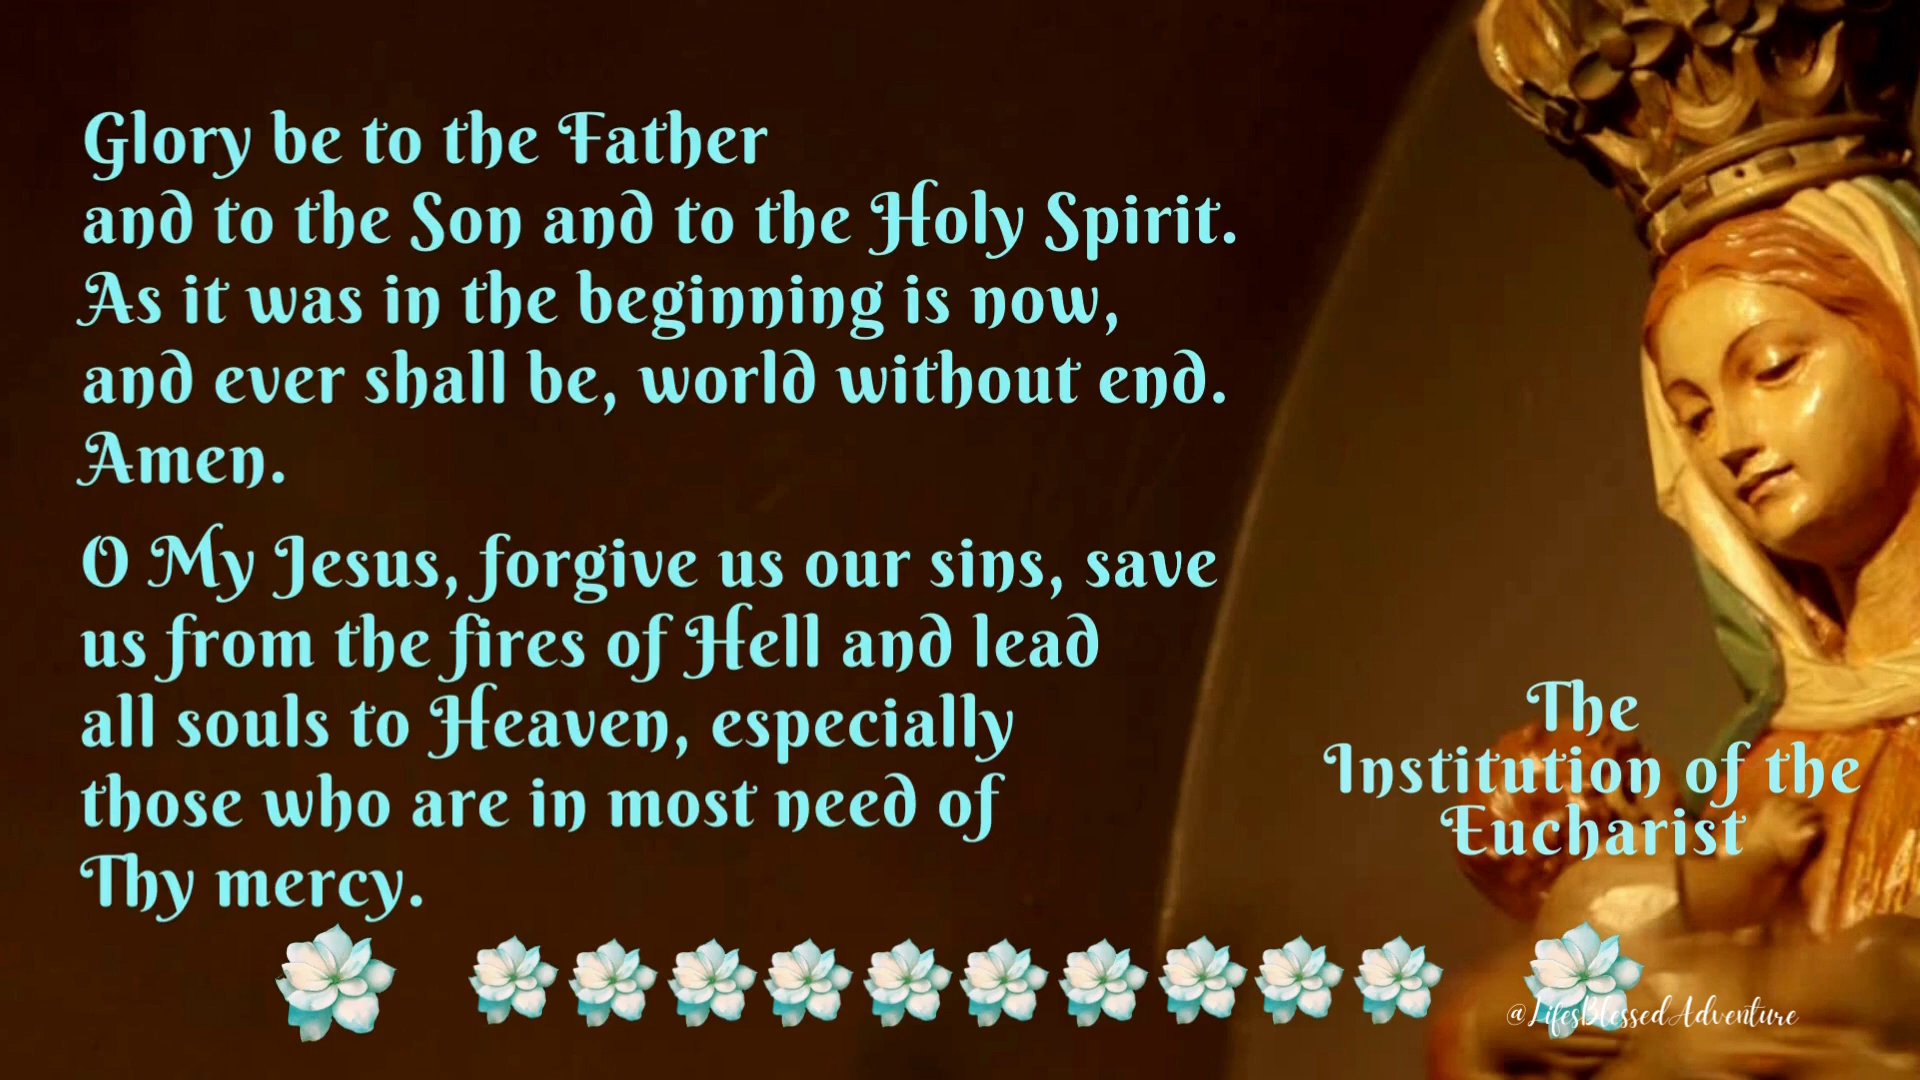 Glory be to the Father
and to the Son and to the Holy Spirit.
As it was in the beginning is now,
and ever shall be, world without end.
Amen.
O My Jesus, forgive us our sins, save
us from the fires of Hell and lead
all souls to Heaven, especially
those who are in most need of
Thy mercy.
The
Institution of the
Eucharist
@LifesBlessedAdventure